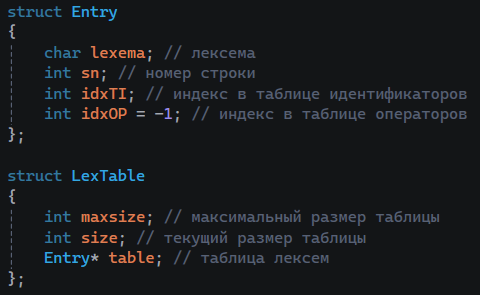 struct Entry
{
char lexema; // лексема
int sn; // номер строки
int idxTI; // индекс в таблице идентификаторов
int idxOP = -1; // индекс в таблице операторов
};
struct LexTable
{
int maxsize; // максимальный размер таблицы
int size; // текущий размер таблицы
Entry* table; // таблица лексем
};